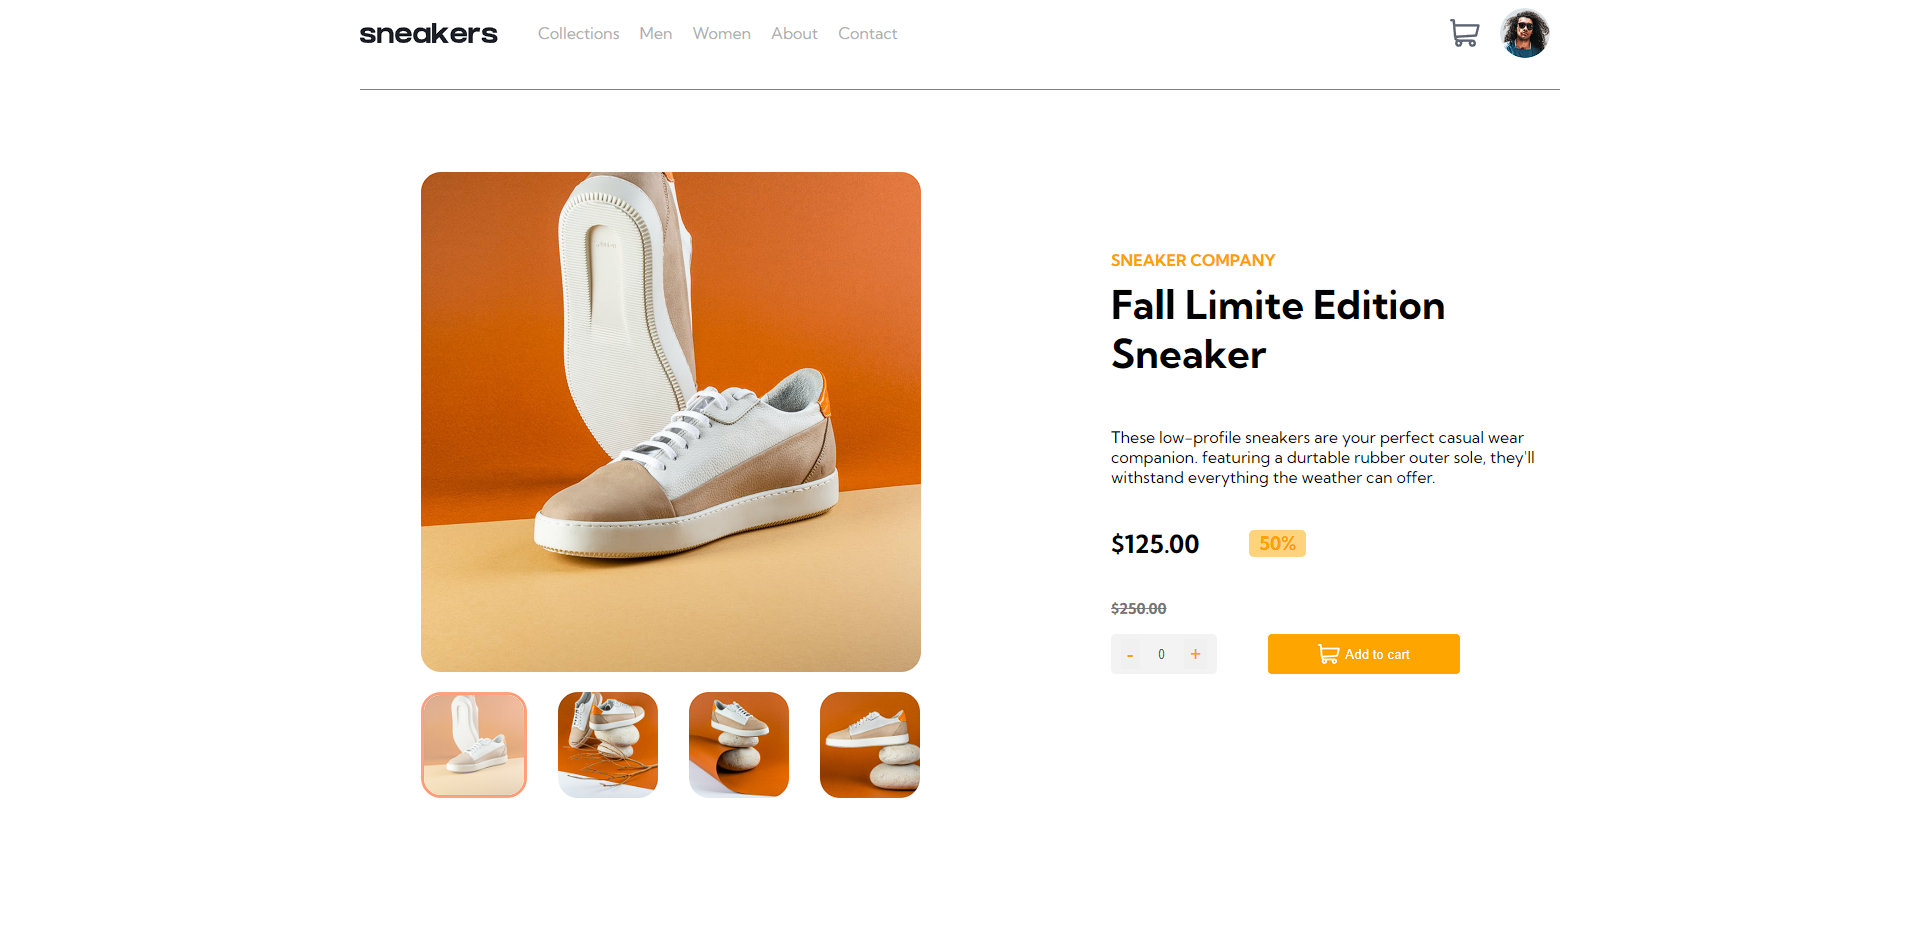 sneakers
Collections Men Women About Contact
SNEAKER COMPANY
Fall Limite Edition
Sneaker
These low-profile sneakers are your perfect casual wear
companion. featuring a durtable rubber outer sole, they'll
withstand everything the weather can offer.
$125.00 50%
$250.00
- 0 + Add to cart